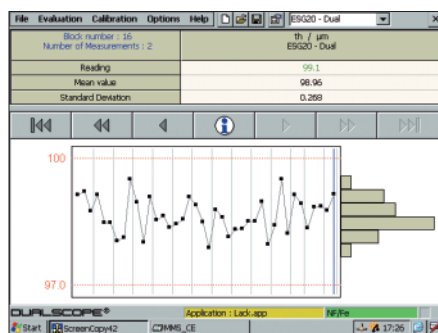 File Evaluation Calibration Options Help ESG20 - Dual
Block number : 16
Number of Measurements : 2
th / µm
ESG20 - Dual
Reading 99.1
Mean value 98.96
Standard Deviation 0.268
100
97.0
DUALSCOPE® Application : Lack.app NF/Fe
Start ScreenCopy42 MMS_CE 17:26